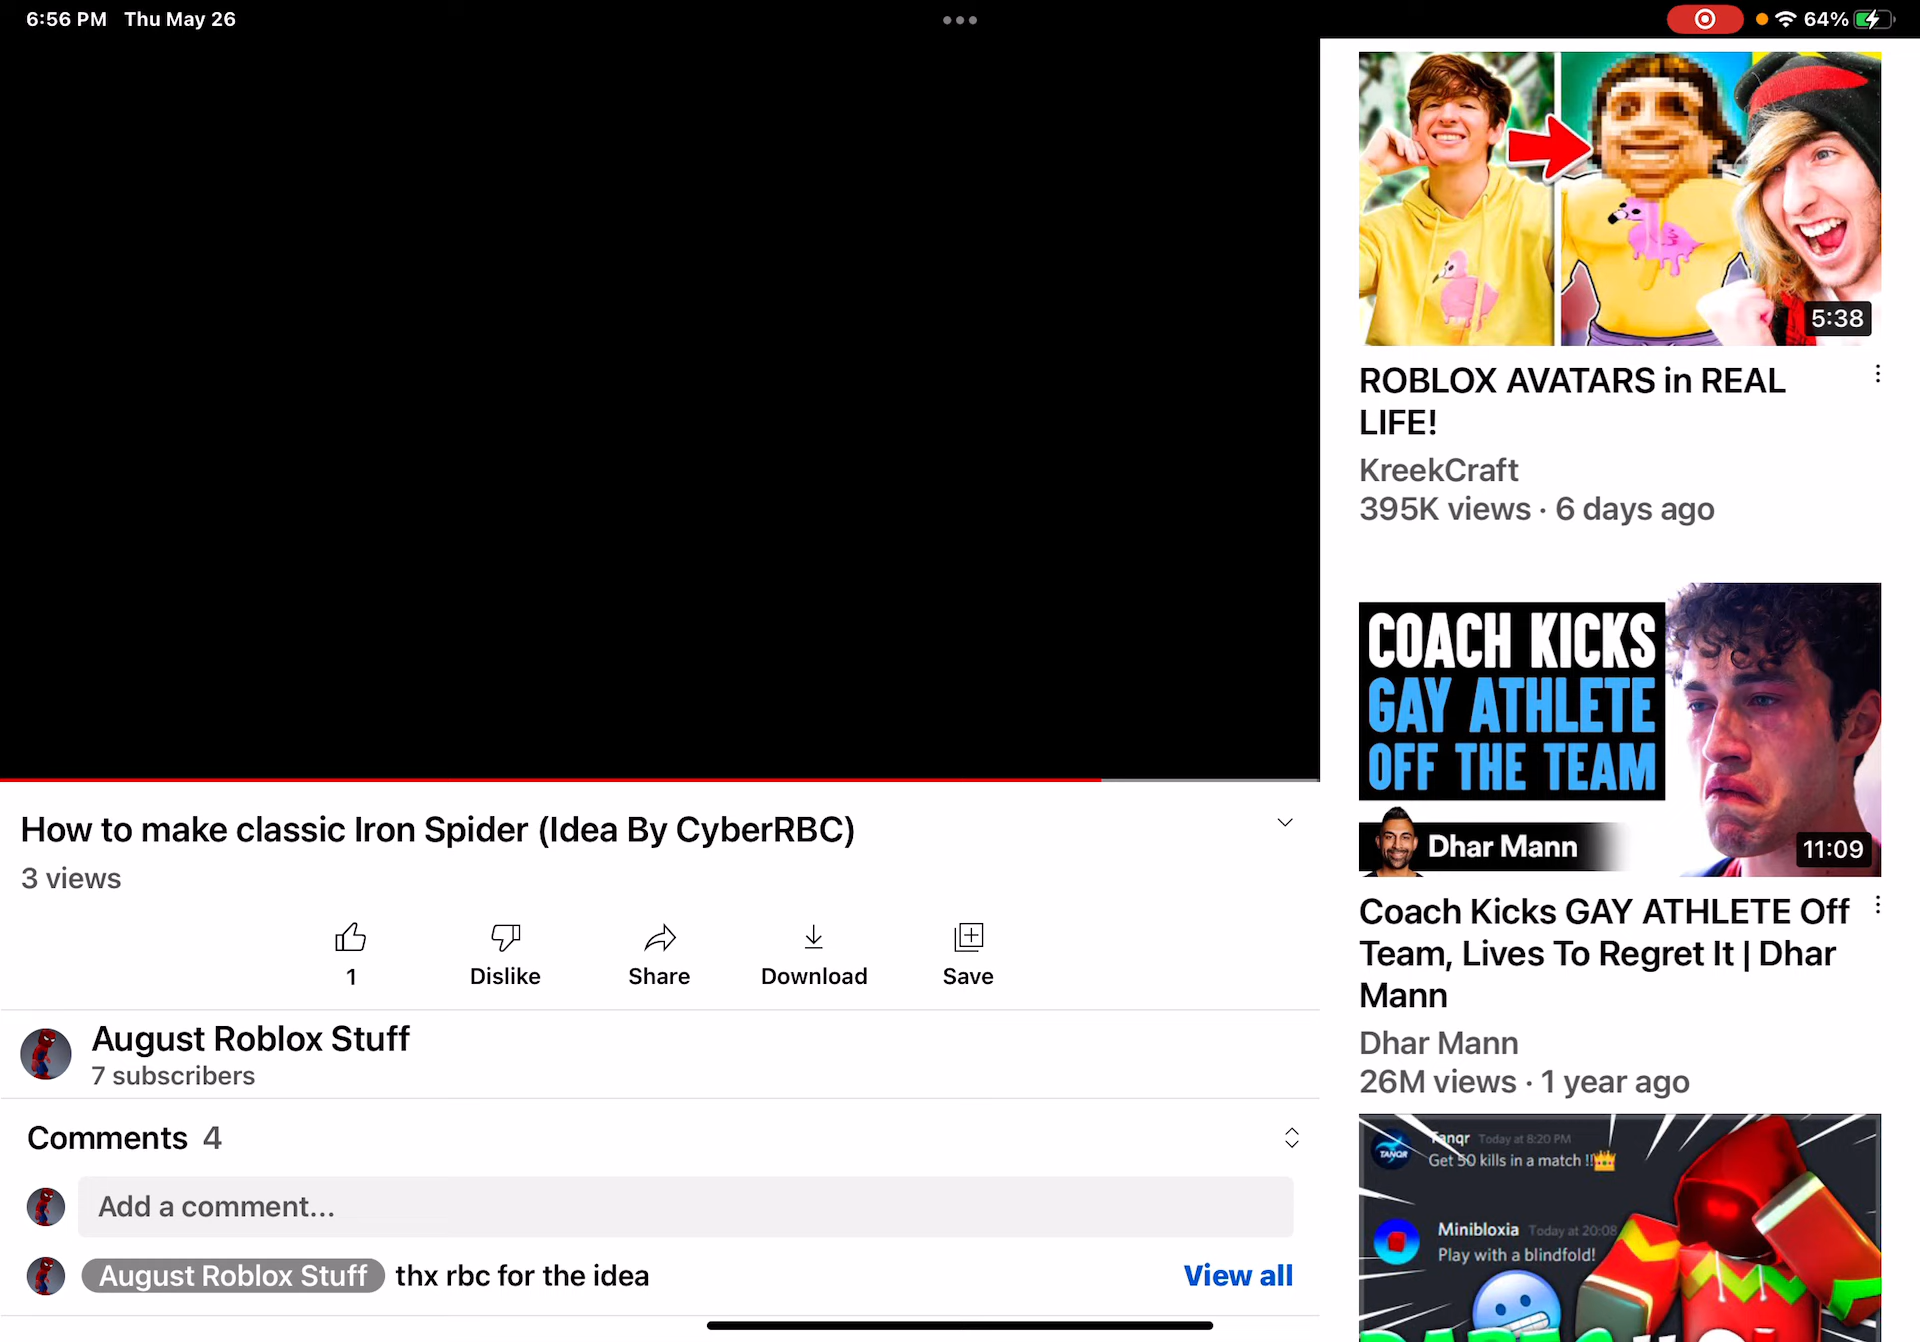 6:56 PM Thu May 26
64%
How to make classic Iron Spider (Idea By CyberRBC)
3 views
1
Dislike
Share
Download
Save
August Roblox Stuff
7 subscribers
Comments 4
Add a comment...
August Roblox Stuff thx rbc for the idea
View all
5:38
ROBLOX AVATARS in REAL
LIFE!
KreekCraft
395K views · 6 days ago
COACH KICKS
GAY ATHLETE
OFF THE TEAM
Dhar Mann
11:09
Coach Kicks GAY ATHLETE Off
Team, Lives To Regret It | Dhar
Mann
Dhar Mann
26M views · 1 year ago
TANQR
Tanqr Today at 8:20 PM
Get 50 kills in a match !!👑
Minibloxia Today at 20:08
Play with a blindfold!